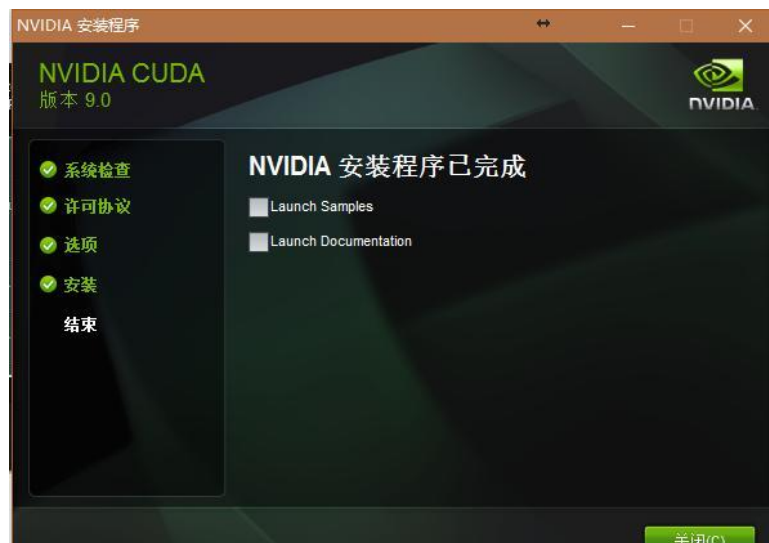 NVIDIA 安装程序
NVIDIA CUDA
版本 9.0
NVIDIA
系统检查
许可协议
选项
安装
结束
NVIDIA 安装程序已完成
Launch Samples
Launch Documentation
关闭(C)